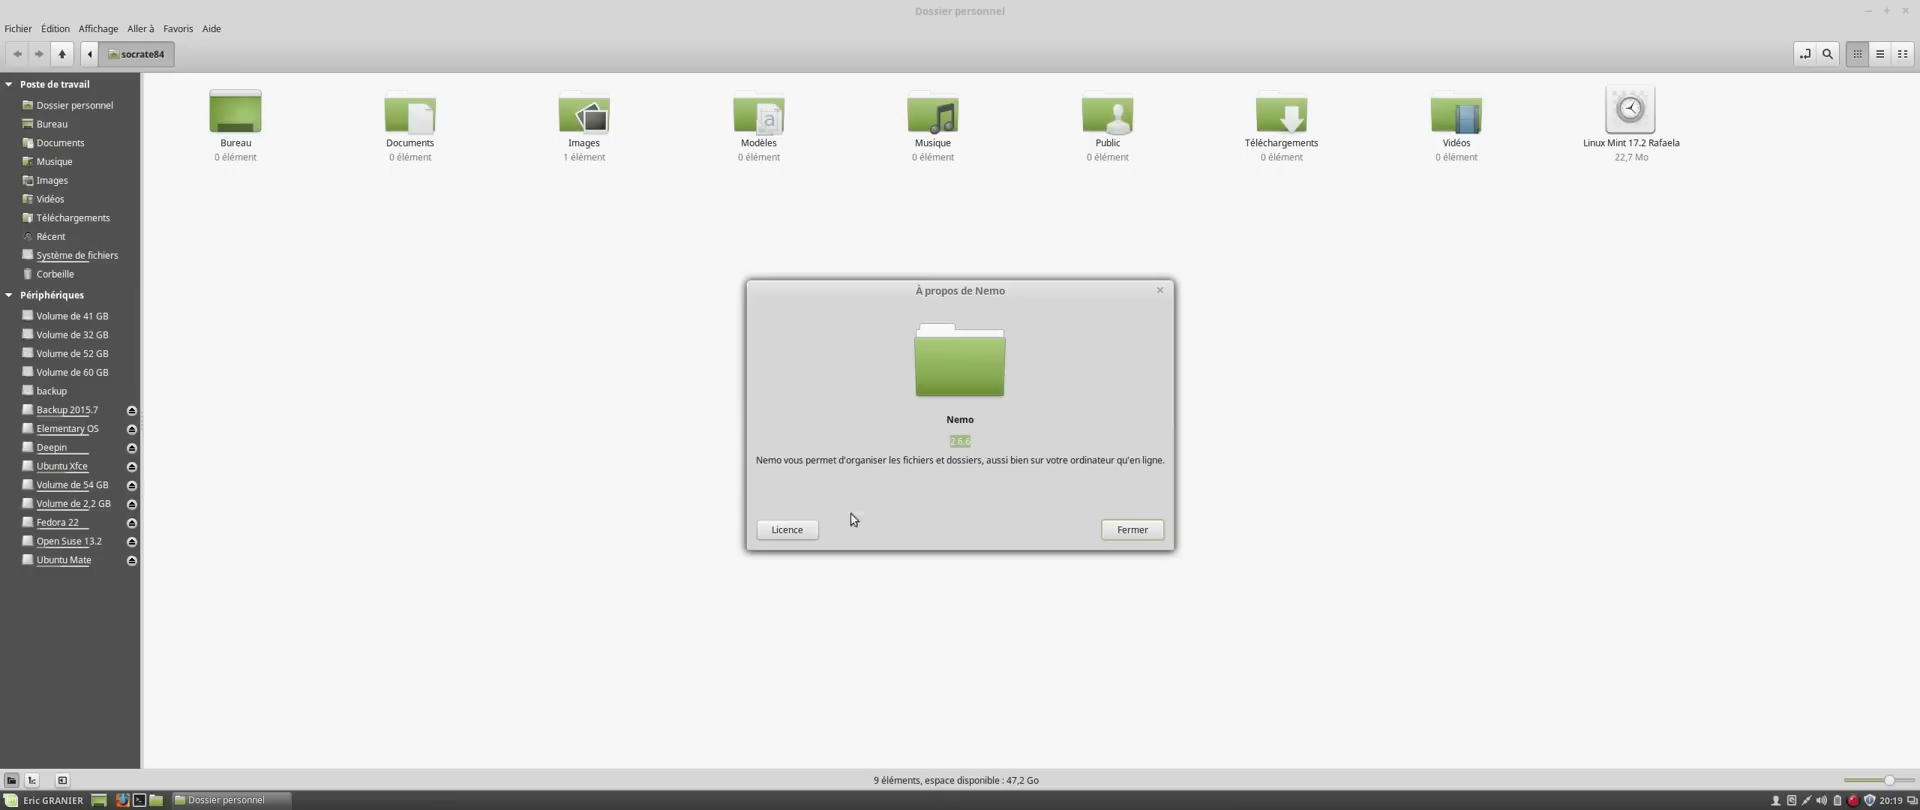 Dossier personnel
Fichier Édition Affichage Aller à Favoris Aide
socrate84
Poste de travail
Dossier personnel
Bureau
Documents
Musique
Images
Vidéos
Téléchargements
Récent
Système de fichiers
Corbeille
Périphériques
Volume de 41 GB
Volume de 32 GB
Volume de 52 GB
Volume de 60 GB
backup
Backup 2015.7
Elementary OS
Deepin
Ubuntu Xfce
Volume de 54 GB
Volume de 2,2 GB
Fedora 22
Open Suse 13.2
Ubuntu Mate
Bureau Documents Images Modèles Musique Public Téléchargements Vidéos Linux Mint 17.2 Rafaela
0 élément 0 élément 1 élément 0 élément 0 élément 0 élément 0 élément 0 élément 22,7 Mo
À propos de Nemo
Nemo
2.6.6
Nemo vous permet d'organiser les fichiers et dossiers, aussi bien sur votre ordinateur qu'en ligne.
Licence Fermer
9 éléments, espace disponible : 47,2 Go
Eric GRANIER Dossier personnel 20:19